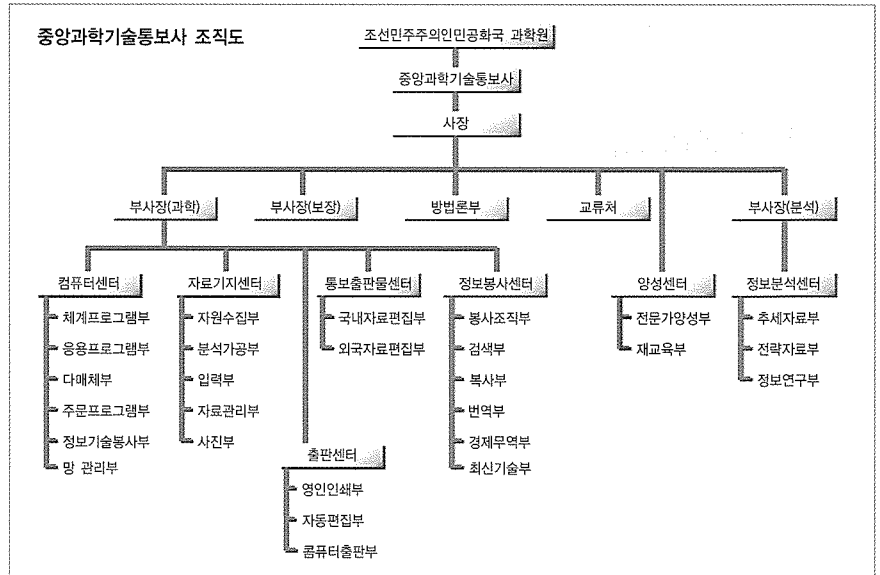 중앙과학기술통보사 조직도
조선민주주의인민공화국 과학원
중앙과학기술통보사
사장
부사장(과학)
부사장(보장)
방법론부
교류처
부사장(분석)
컴퓨터센터
체계프로그램부
응용프로그램부
다매체부
주문프로그램부
정보기술봉사부
망 관리부
자료기지센터
자원수집부
분석가공부
입력부
자료관리부
사진부
출판센터
영인인쇄부
자동편집부
콤퓨터출판부
통보출판물센터
국내자료편집부
외국자료편집부
정보봉사센터
봉사조직부
검색부
복사부
번역부
경제무역부
최신기술부
양성센터
전문가양성부
재교육부
정보분석센터
추세자료부
전략자료부
정보연구부